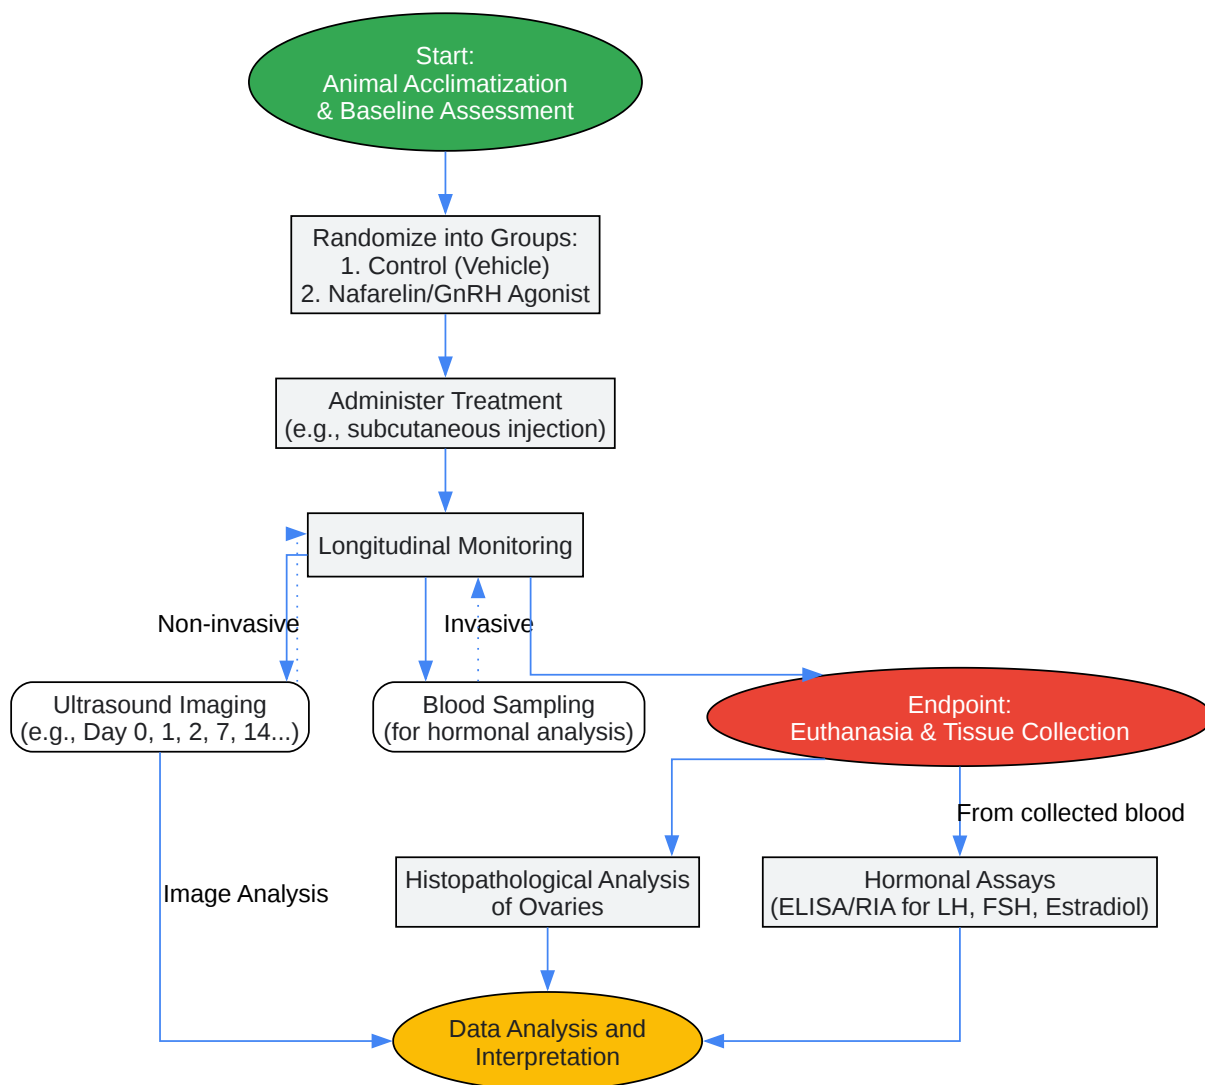 Start:
Animal Acclimatization
& Baseline Assessment
Randomize into Groups:
1. Control (Vehicle)
2. Nafarelin/GnRH Agonist
Administer Treatment
(e.g., subcutaneous injection)
Longitudinal Monitoring
Non-invasive
Invasive
Ultrasound Imaging
(e.g., Day 0, 1, 2, 7, 14...)
Blood Sampling
(for hormonal analysis)
Endpoint:
Euthanasia & Tissue Collection
From collected blood
Image Analysis
Histopathological Analysis
of Ovaries
Hormonal Assays
(ELISA/RIA for LH, FSH, Estradiol)
Data Analysis and
Interpretation